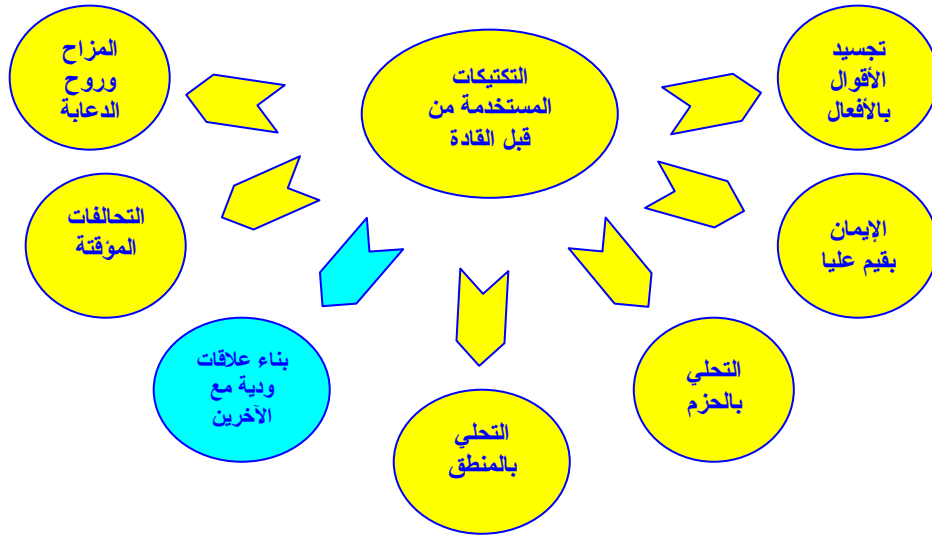 التكتيكات
المستخدمة من
قبل القادة
تجسيد
الأقوال
بالأفعال
الإيمان
بقيم عليا
التحلي
بالحزم
التحلي
بالمنطق
بناء علاقات
ودية مع
الآخرين
التحالفات
المؤقتة
المزاح
وروح
الدعابة